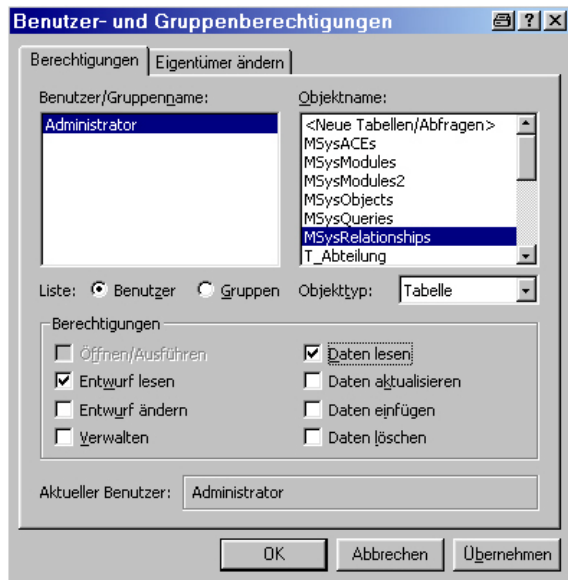 Benutzer- und Gruppenberechtigungen
Berechtigungen Eigentümer ändern
Benutzer/Gruppenname: Objektname:
Administrator <Neue Tabellen/Abfragen>
MSysACEs
MSysModules
MSysModules2
MSysObjects
MSysQueries
MSysRelationships
T_Abteilung
Liste: Benutzer Gruppen Objekttyp: Tabelle
Berechtigungen
Öffnen/Ausführen Daten lesen
Entwurf lesen Daten aktualisieren
Entwurf ändern Daten einfügen
Verwalten Daten löschen
Aktueller Benutzer: Administrator
OK Abbrechen Übernehmen